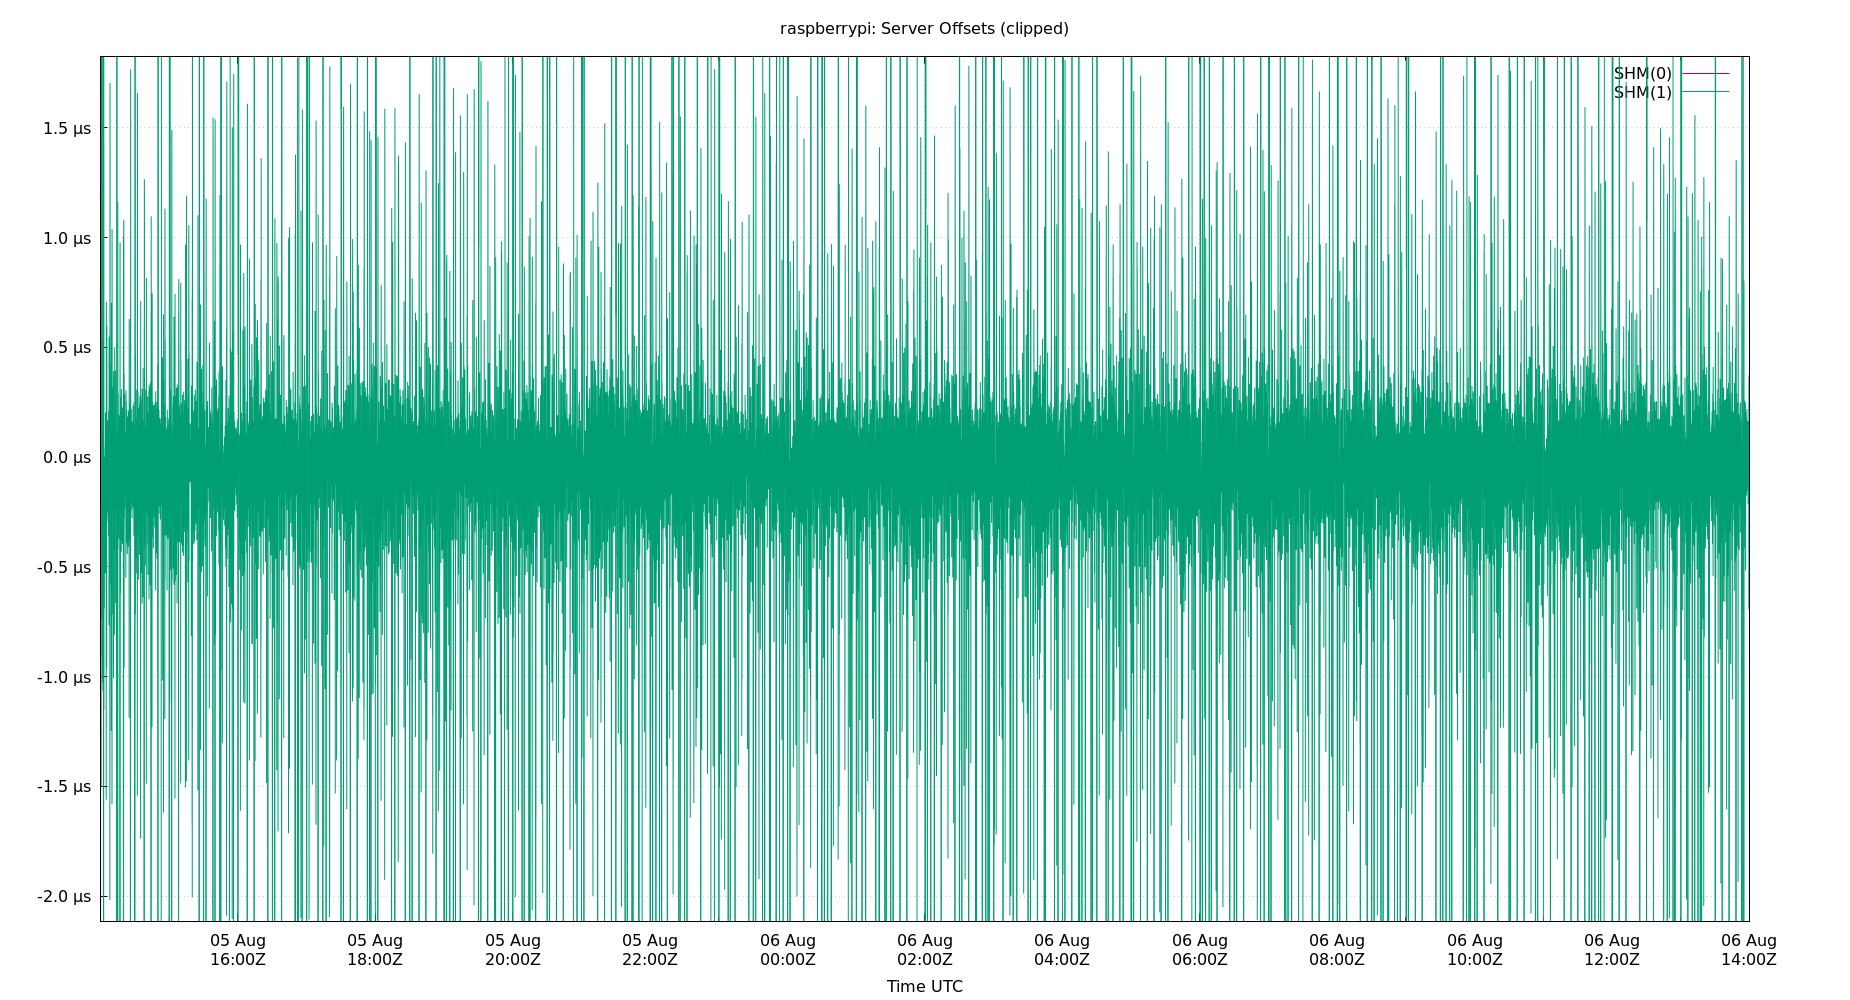 raspberrypi: Server Offsets (clipped)
SHM(0)
SHM(1)
1.5 µs
1.0 µs
0.5 µs
0.0 µs
-0.5 µs
-1.0 µs
-1.5 µs
-2.0 µs
05 Aug 05 Aug 05 Aug 05 Aug 06 Aug 06 Aug 06 Aug 06 Aug 06 Aug 06 Aug 06 Aug 06 Aug
16:00Z 18:00Z 20:00Z 22:00Z 00:00Z 02:00Z 04:00Z 06:00Z 08:00Z 10:00Z 12:00Z 14:00Z
Time UTC